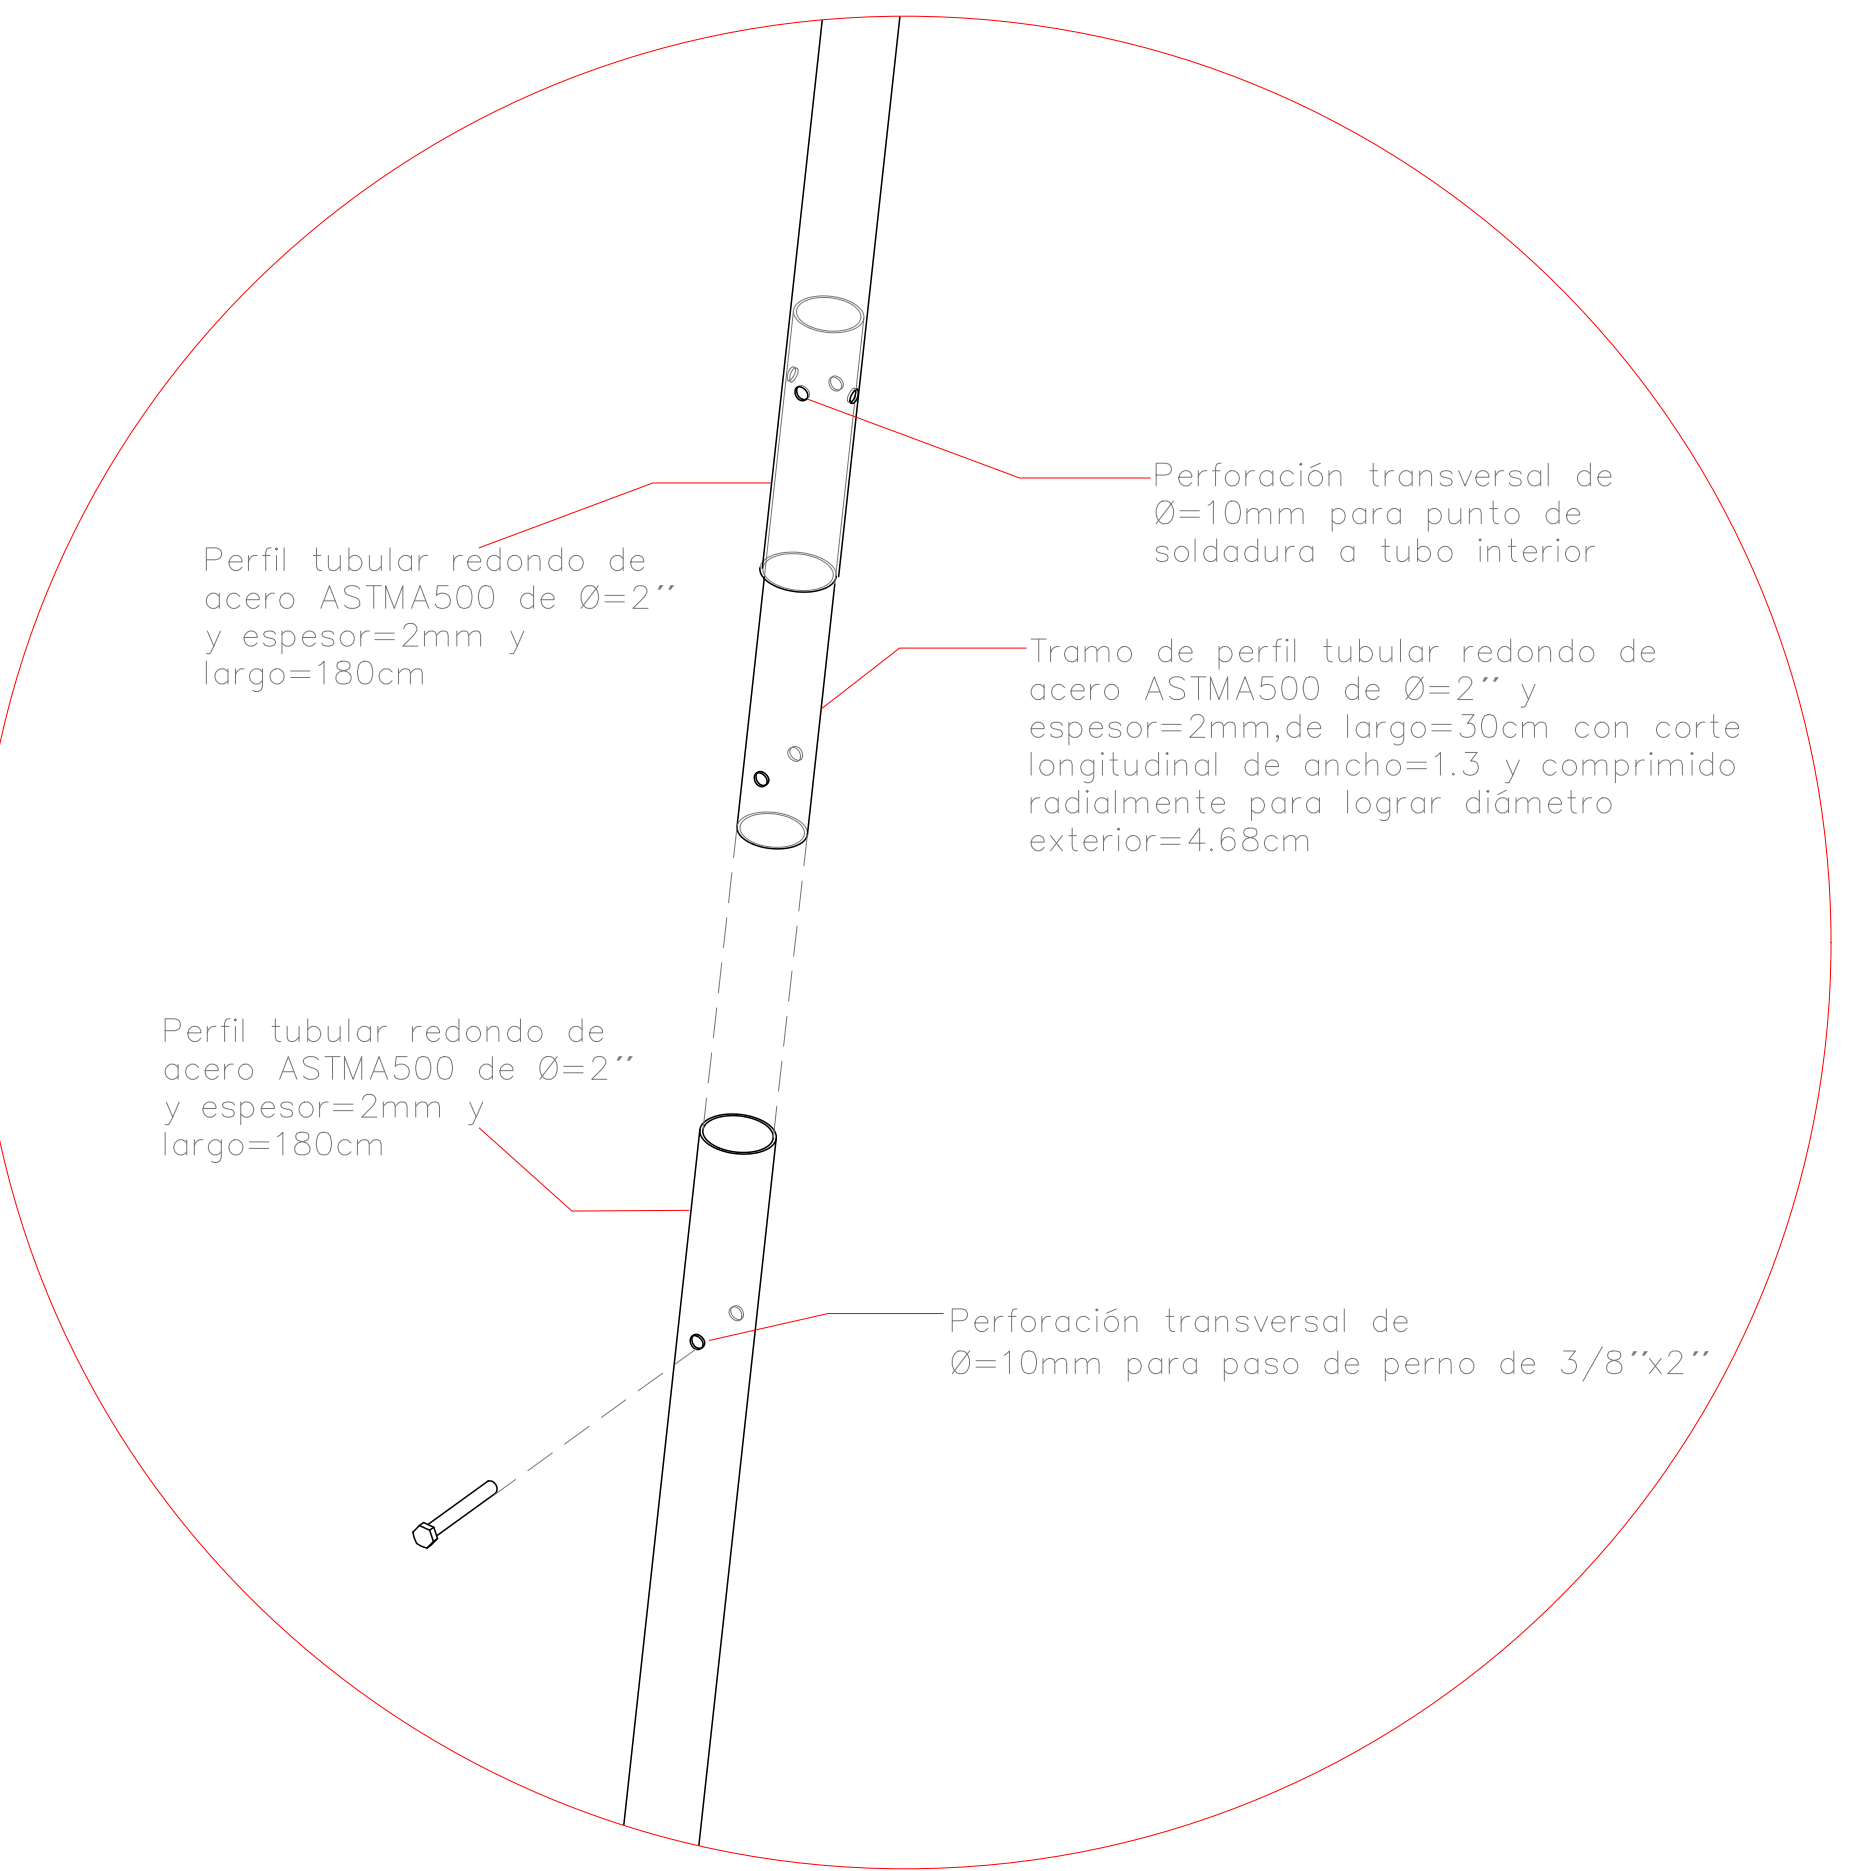 Perforación transversal de
Ø=10mm para punto de
soldadura a tubo interior
Perfil tubular redondo de
acero ASTMA500 de Ø=2´´
y espesor=2mm y
largo=180cm
Tramo de perfil tubular redondo de
acero ASTMA500 de Ø=2´´ y
espesor=2mm,de largo=30cm con corte
longitudinal de ancho=1.3 y comprimido
radialmente para lograr diámetro
exterior=4.68cm
Perfil tubular redondo de
acero ASTMA500 de Ø=2´´
y espesor=2mm y
largo=180cm
Perforación transversal de
Ø=10mm para paso de perno de 3/8´´x2´´